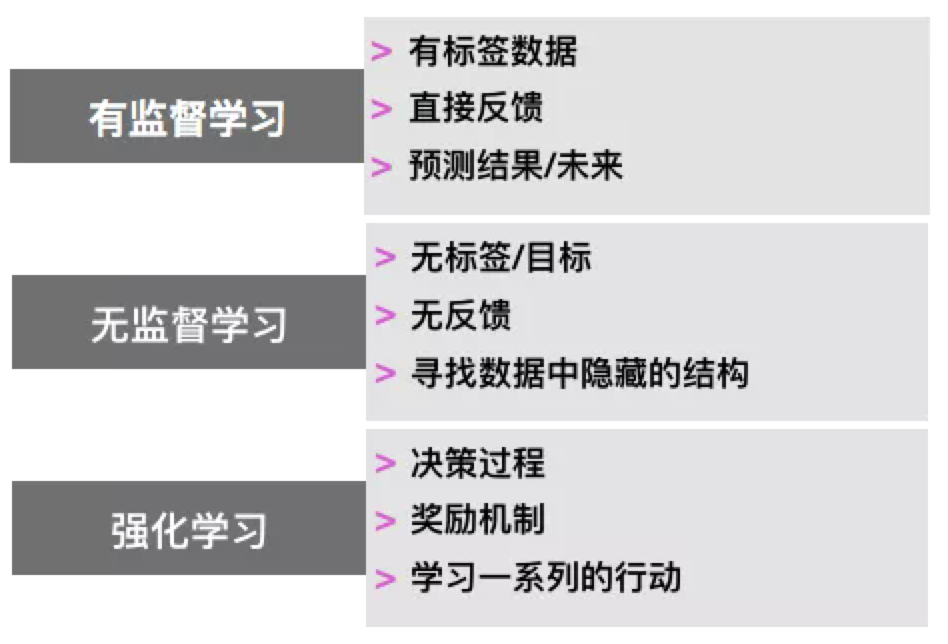 有监督学习
> 有标签数据
> 直接反馈
> 预测结果/未来
无监督学习
> 无标签/目标
> 无反馈
> 寻找数据中隐藏的结构
强化学习
> 决策过程
> 奖励机制
> 学习一系列的行动